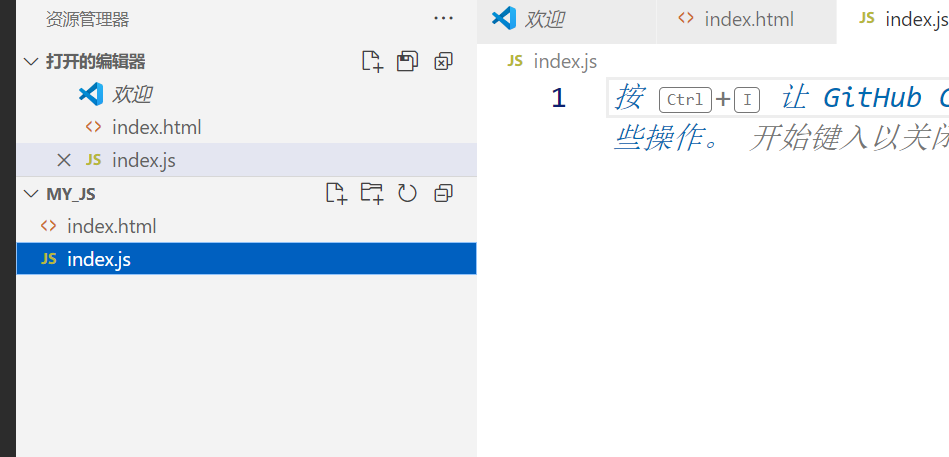 资源管理器 ···
打开的编辑器
欢迎
<> index.html
JS index.js
MY_JS
<> index.html
JS index.js
欢迎 <> index.html JS index.js
JS index.js
1 按 Ctrl+I 让 GitHub
些操作。 开始键入以关闭